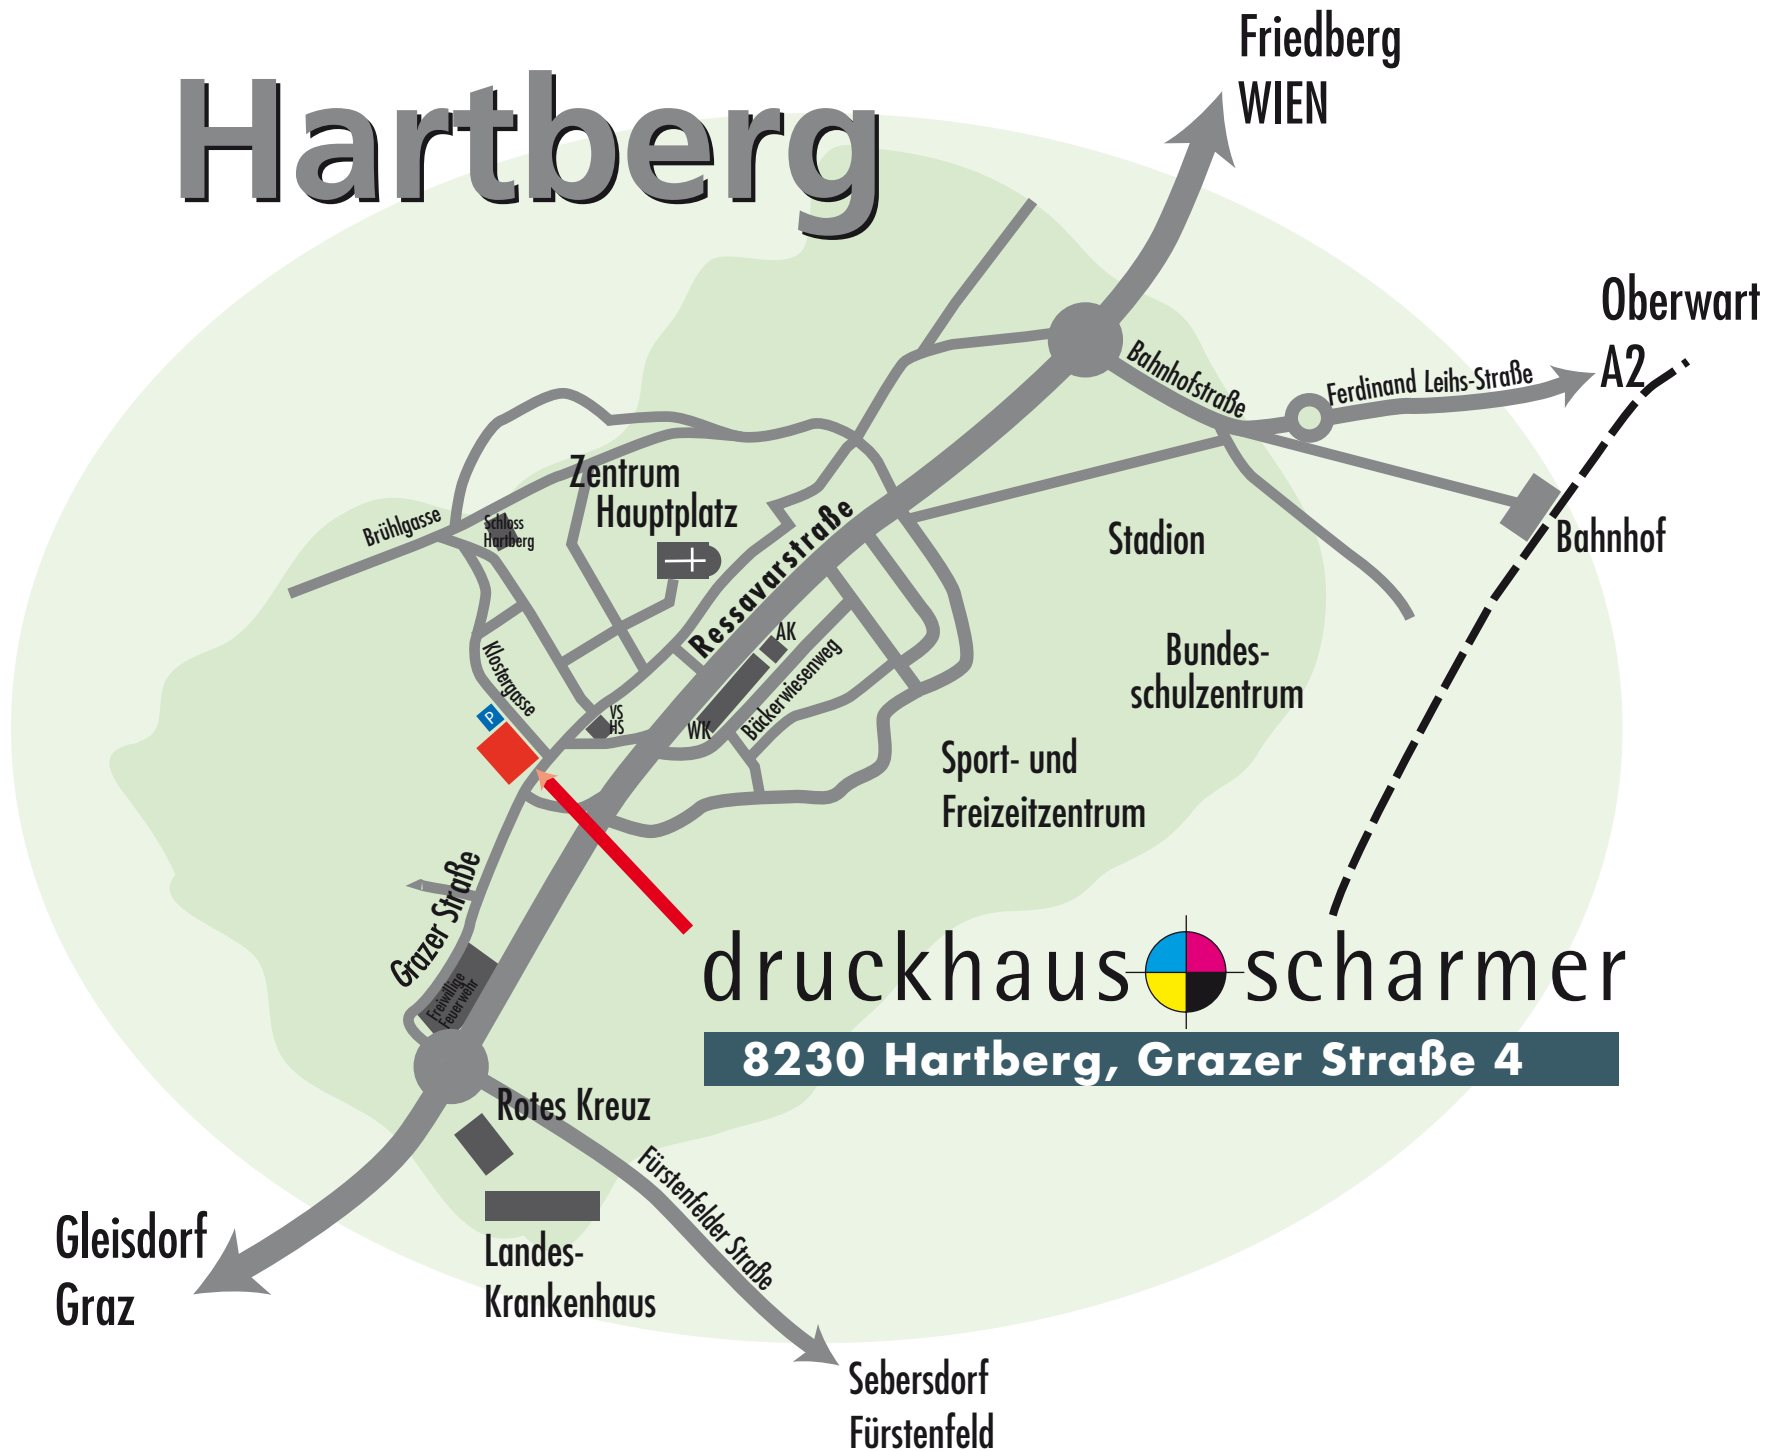 Friedberg
WIEN
Hartberg
Oberwart
A2
Bahnhofstraße
Ferdinand Leihs-Straße
Zentrum
Hauptplatz
Brühlgasse
Schloss
Hartberg
Ressavarstraße
Stadion
Bahnhof
AK
Klostergasse
Bäckerwiesenweg
Bundes-
schulzentrum
P
VS
HS
WK
Sport- und
Freizeitzentrum
Grazer Straße
Freiwillige
Feuerwehr
druckhaus scharmer
8230 Hartberg, Grazer Straße 4
Rotes Kreuz
Fürstenfelder Straße
Gleisdorf
Graz
Landes-
Krankenhaus
Sebersdorf
Fürstenfeld